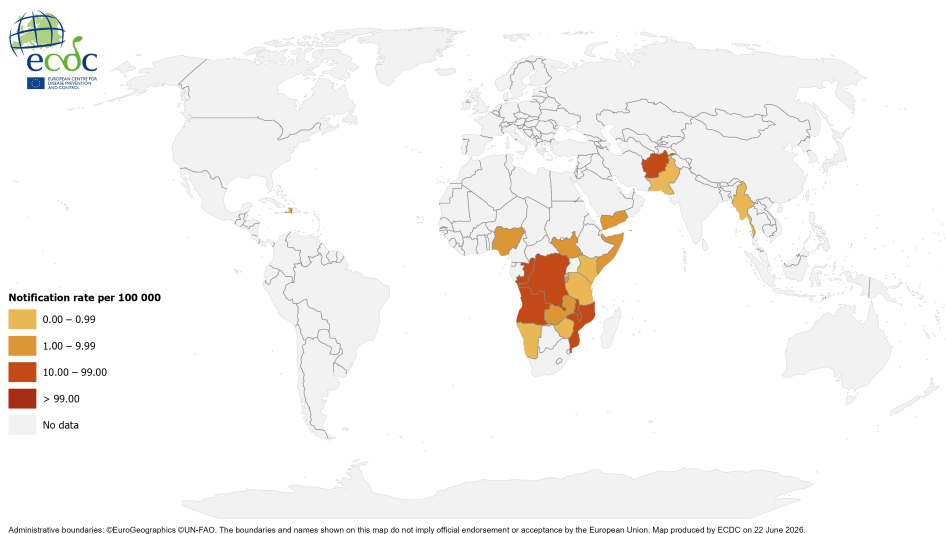 ecdc
EUROPEAN CENTRE FOR
DISEASE PREVENTION
AND CONTROL
Notification rate per 100 000
0.00 – 0.99
1.00 – 9.99
10.00 – 99.00
> 99.00
No data
Administrative boundaries: ©EuroGeographics ©UN-FAO. The boundaries and names shown on this map do not imply official endorsement or acceptance by the European Union. Map produced by ECDC on 22 June 2026.